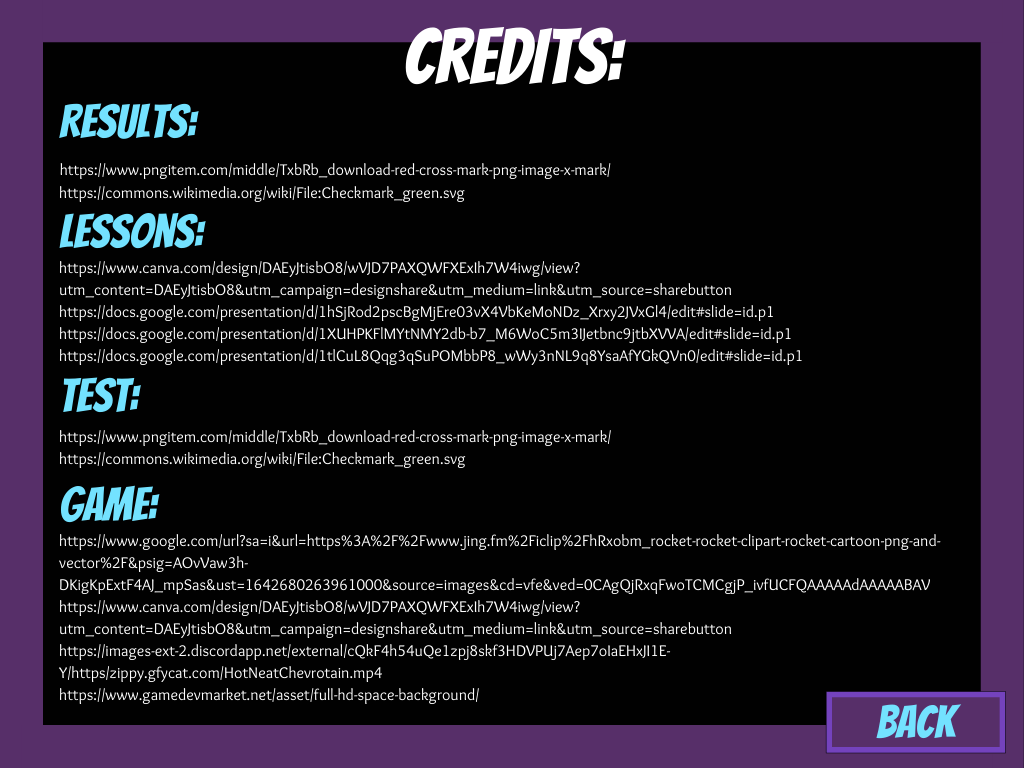 CREDITS:
RESULTS:
https://www.pngitem.com/middle/TxbRb_download-red-cross-mark-png-image-x-mark/
https://commons.wikimedia.org/wiki/File:Checkmark_green.svg
LESSONS:
https://www.canva.com/design/DAEyJtisbO8/wVJD7PAXQWFXExIh7W4iwg/view?
utm_content=DAEyJtisbO8&utm_campaign=designshare&utm_medium=link&utm_source=sharebutton
https://docs.google.com/presentation/d/1hSjRod2pscBgMjEre03vX4VbKeMoNDz_Xrxy2JVxGl4/edit#slide=id.p1
https://docs.google.com/presentation/d/1XUHPKFlMYtNMY2db-b7_M6WoC5m3IJetbnc9jtbXVVA/edit#slide=id.p1
https://docs.google.com/presentation/d/1tlCuL8Qqg3qSuPOMbbP8_wWy3nNL9q8YsaAfYGkQVn0/edit#slide=id.p1
TEST:
https://www.pngitem.com/middle/TxbRb_download-red-cross-mark-png-image-x-mark/
https://commons.wikimedia.org/wiki/File:Checkmark_green.svg
GAME:
https://www.google.com/url?sa=i&url=https%3A%2F%2Fwww.jing.fm%2Ficlip%2FhRxobm_rocket-rocket-clipart-rocket-cartoon-png-and-
vector%2F&psig=AOvVaw3h-
DKigKpExtF4AJ_mpSas&ust=1642680263961000&source=images&cd=vfe&ved=0CAgQjRxqFwoTCMCgjP_ivfUCFQAAAAAdAAAAABAV
https://www.canva.com/design/DAEyJtisbO8/wVJD7PAXQWFXExIh7W4iwg/view?
utm_content=DAEyJtisbO8&utm_campaign=designshare&utm_medium=link&utm_source=sharebutton
https://images-ext-2.discordapp.net/external/cQkF4h54uQe1zpj8skf3HDVPUj7Aep7oIaEHxJI1E-
Y/https/zippy.gfycat.com/HotNeatChevrotain.mp4
https://www.gamedevmarket.net/asset/full-hd-space-background/
BACK